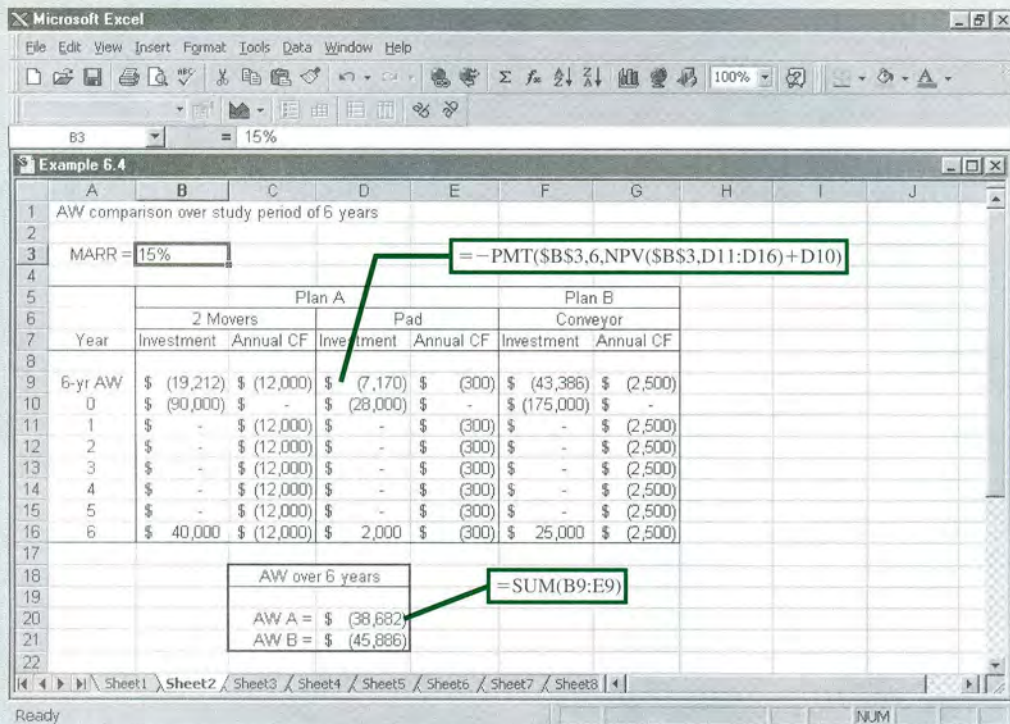 Microsoft Excel
File Edit View Insert Format Tools Data Window Help
100%
B3 = 15%
Example 6.4
A B C D E F G H I J
1 AW comparison over study period of 6 years
2
3 MARR = 15% =-PMT($B$3,6,NPV($B$3,D11:D16)+D10)
4
5 Plan A Plan B
6 2 Movers Pad Conveyor
7 Year Investment Annual CF Investment Annual CF Investment Annual CF
8
9 6-yr AW $ (19,212) $ (12,000) $ (7,170) $ (300) $ (43,386) $ (2,500)
10 0 $ (90,000) $ - $ (28,000) $ - $ (175,000) $ -
11 1 $ - $ (12,000) $ - $ (300) $ - $ (2,500)
12 2 $ - $ (12,000) $ - $ (300) $ - $ (2,500)
13 3 $ - $ (12,000) $ - $ (300) $ - $ (2,500)
14 4 $ - $ (12,000) $ - $ (300) $ - $ (2,500)
15 5 $ - $ (12,000) $ - $ (300) $ - $ (2,500)
16 6 $ 40,000 $ (12,000) $ 2,000 $ (300) $ 25,000 $ (2,500)
17
18 AW over 6 years =SUM(B9:E9)
19
20 AW A = $ (38,682)
21 AW B = $ (45,886)
22
Sheet1 Sheet2 Sheet3 Sheet4 Sheet5 Sheet6 Sheet7 Sheet8
Ready NUM